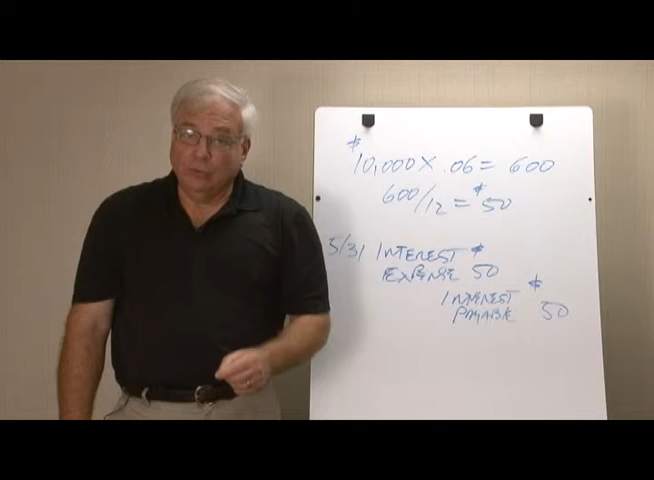 $
10,000 X .06 = 600
600/12 = $50
5/31 INTEREST $
EXPENSE 50
INTEREST $
PAYABLE 50